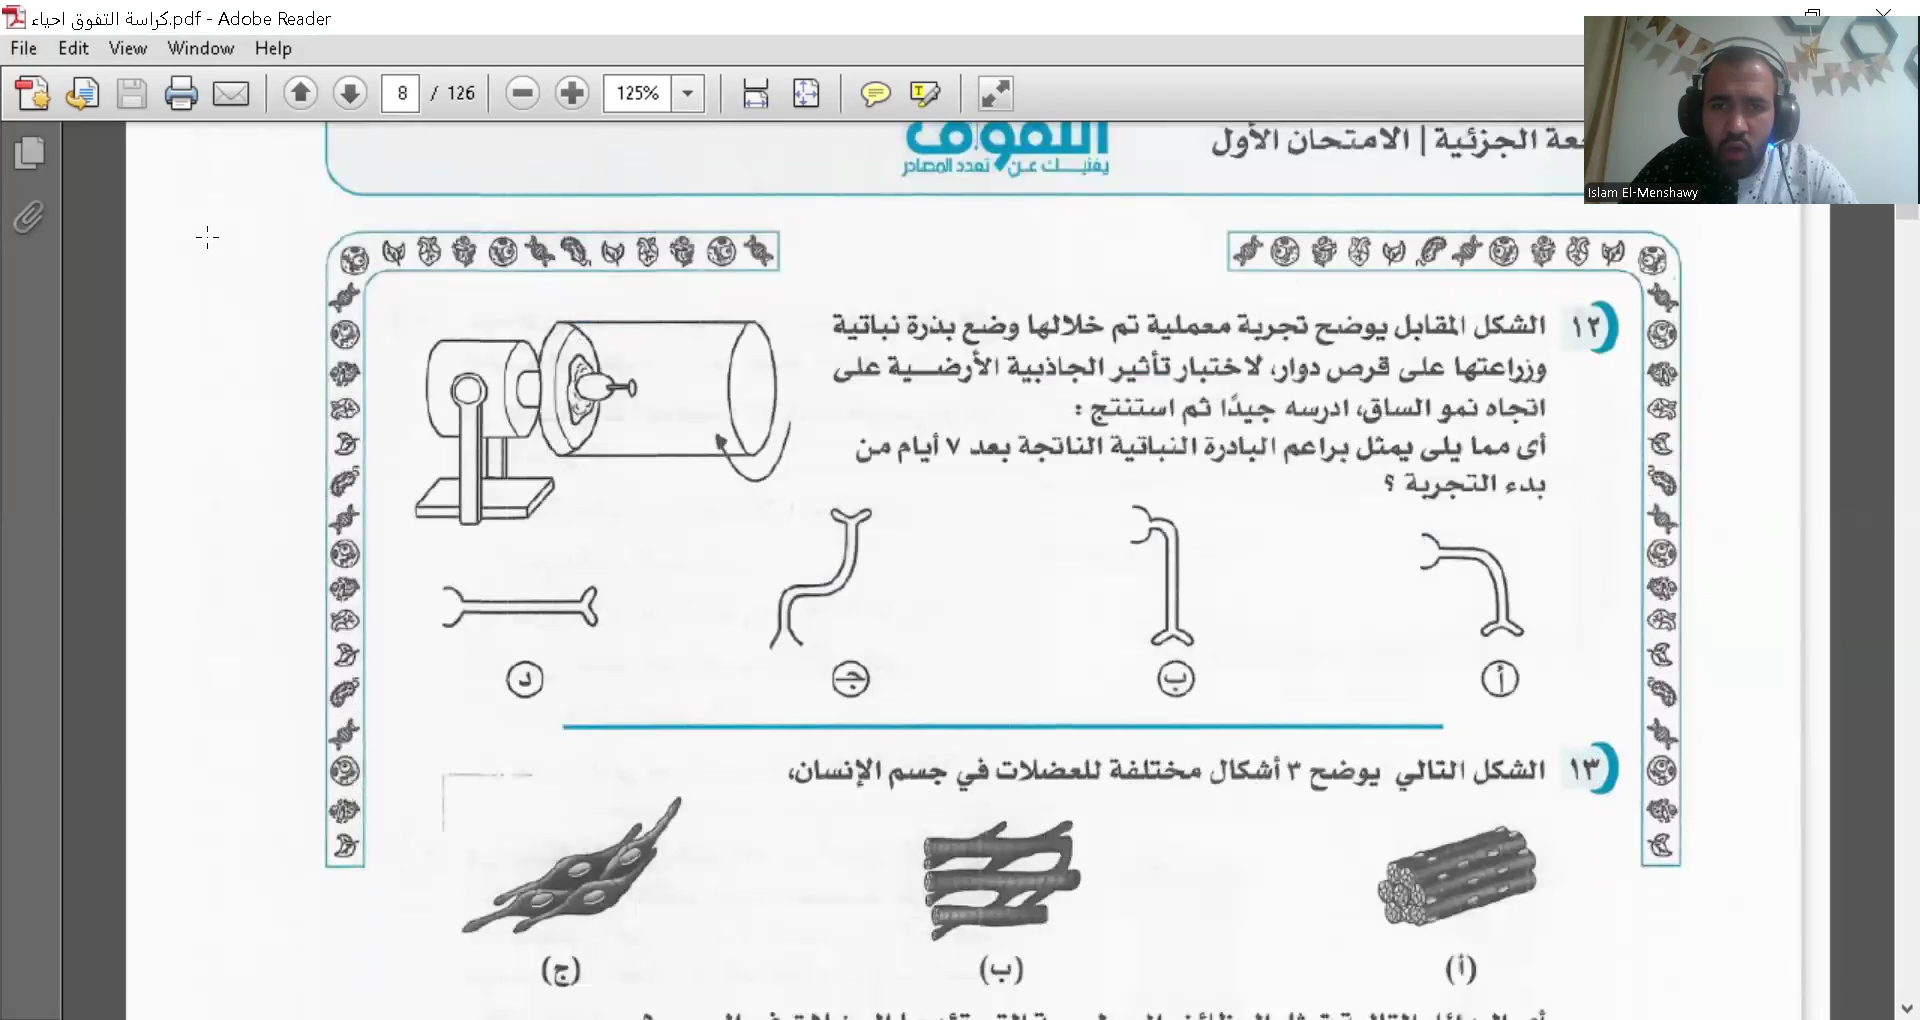 كراسة التفوق احياء.pdf - Adobe Reader
File Edit View Window Help
8 / 126 125%
Islam El-Menshawy
الجزئية | الامتحان الأول
التفوق
يغنيك عن تعدد المصادر
١٢ الشكل المقابل يوضح تجربة معملية تم خلالها وضع بذرة نباتية
وزراعتها على قرص دوار، لاختبار تأثير الجاذبية الأرضية على
اتجاه نمو الساق، ادرسه جيدًا ثم استنتج :
أى مما يلى يمثل براعم البادرة النباتية الناتجة بعد ٧ أيام من
بدء التجربة ؟
أ ب جـ د
١٣ الشكل التالي يوضح ٣ أشكال مختلفة للعضلات في جسم الإنسان،
(أ) (ب) (ج)